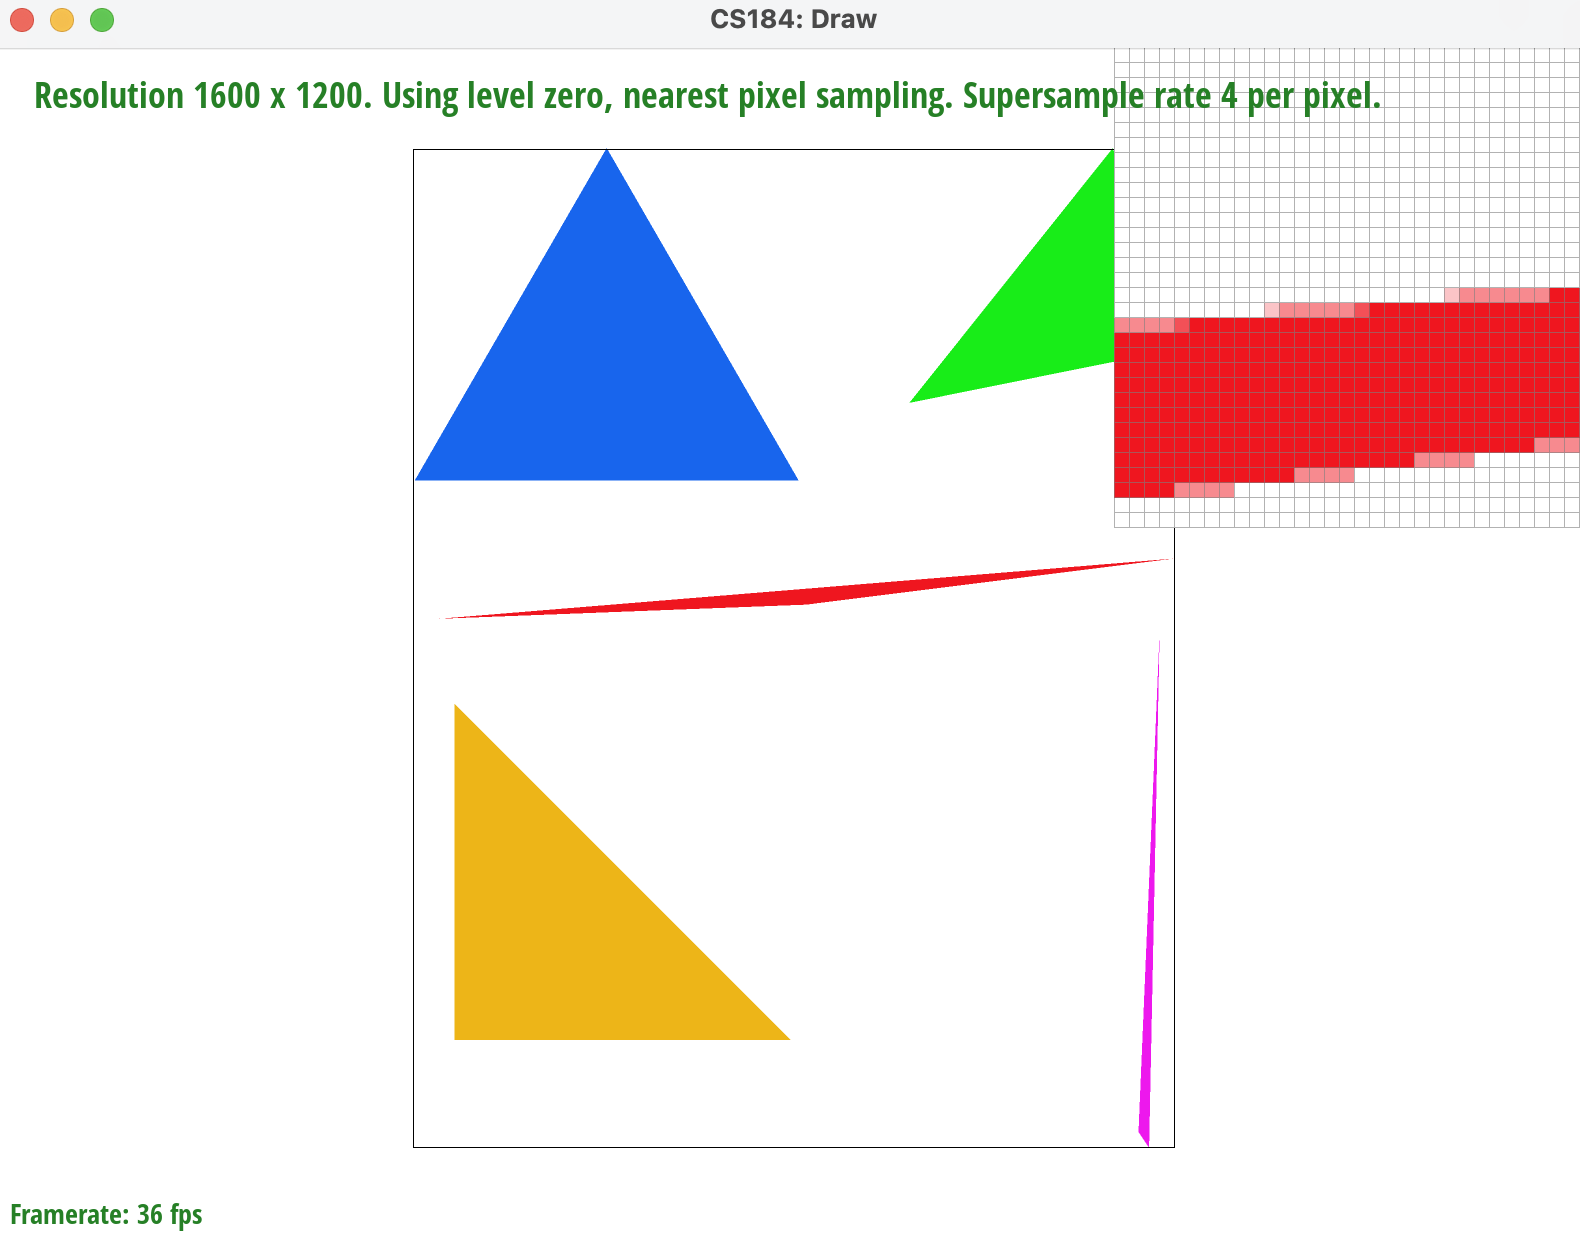 CS184: Draw
Resolution 1600 x 1200. Using level zero, nearest pixel sampling. Supersample rate 4 per pixel.
Framerate: 36 fps